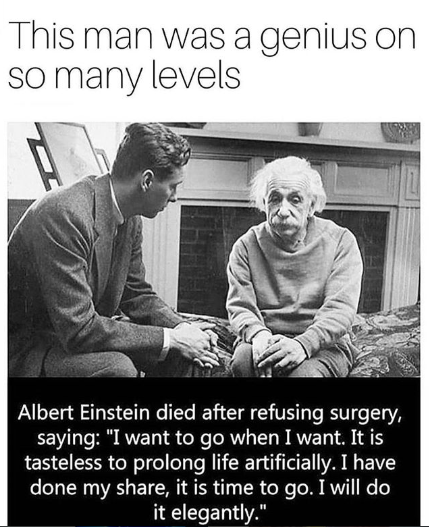 This man was a genius on
so many levels
Albert Einstein died after refusing surgery,
saying: "I want to go when I want. It is
tasteless to prolong life artificially. I have
done my share, it is time to go. I will do
it elegantly."